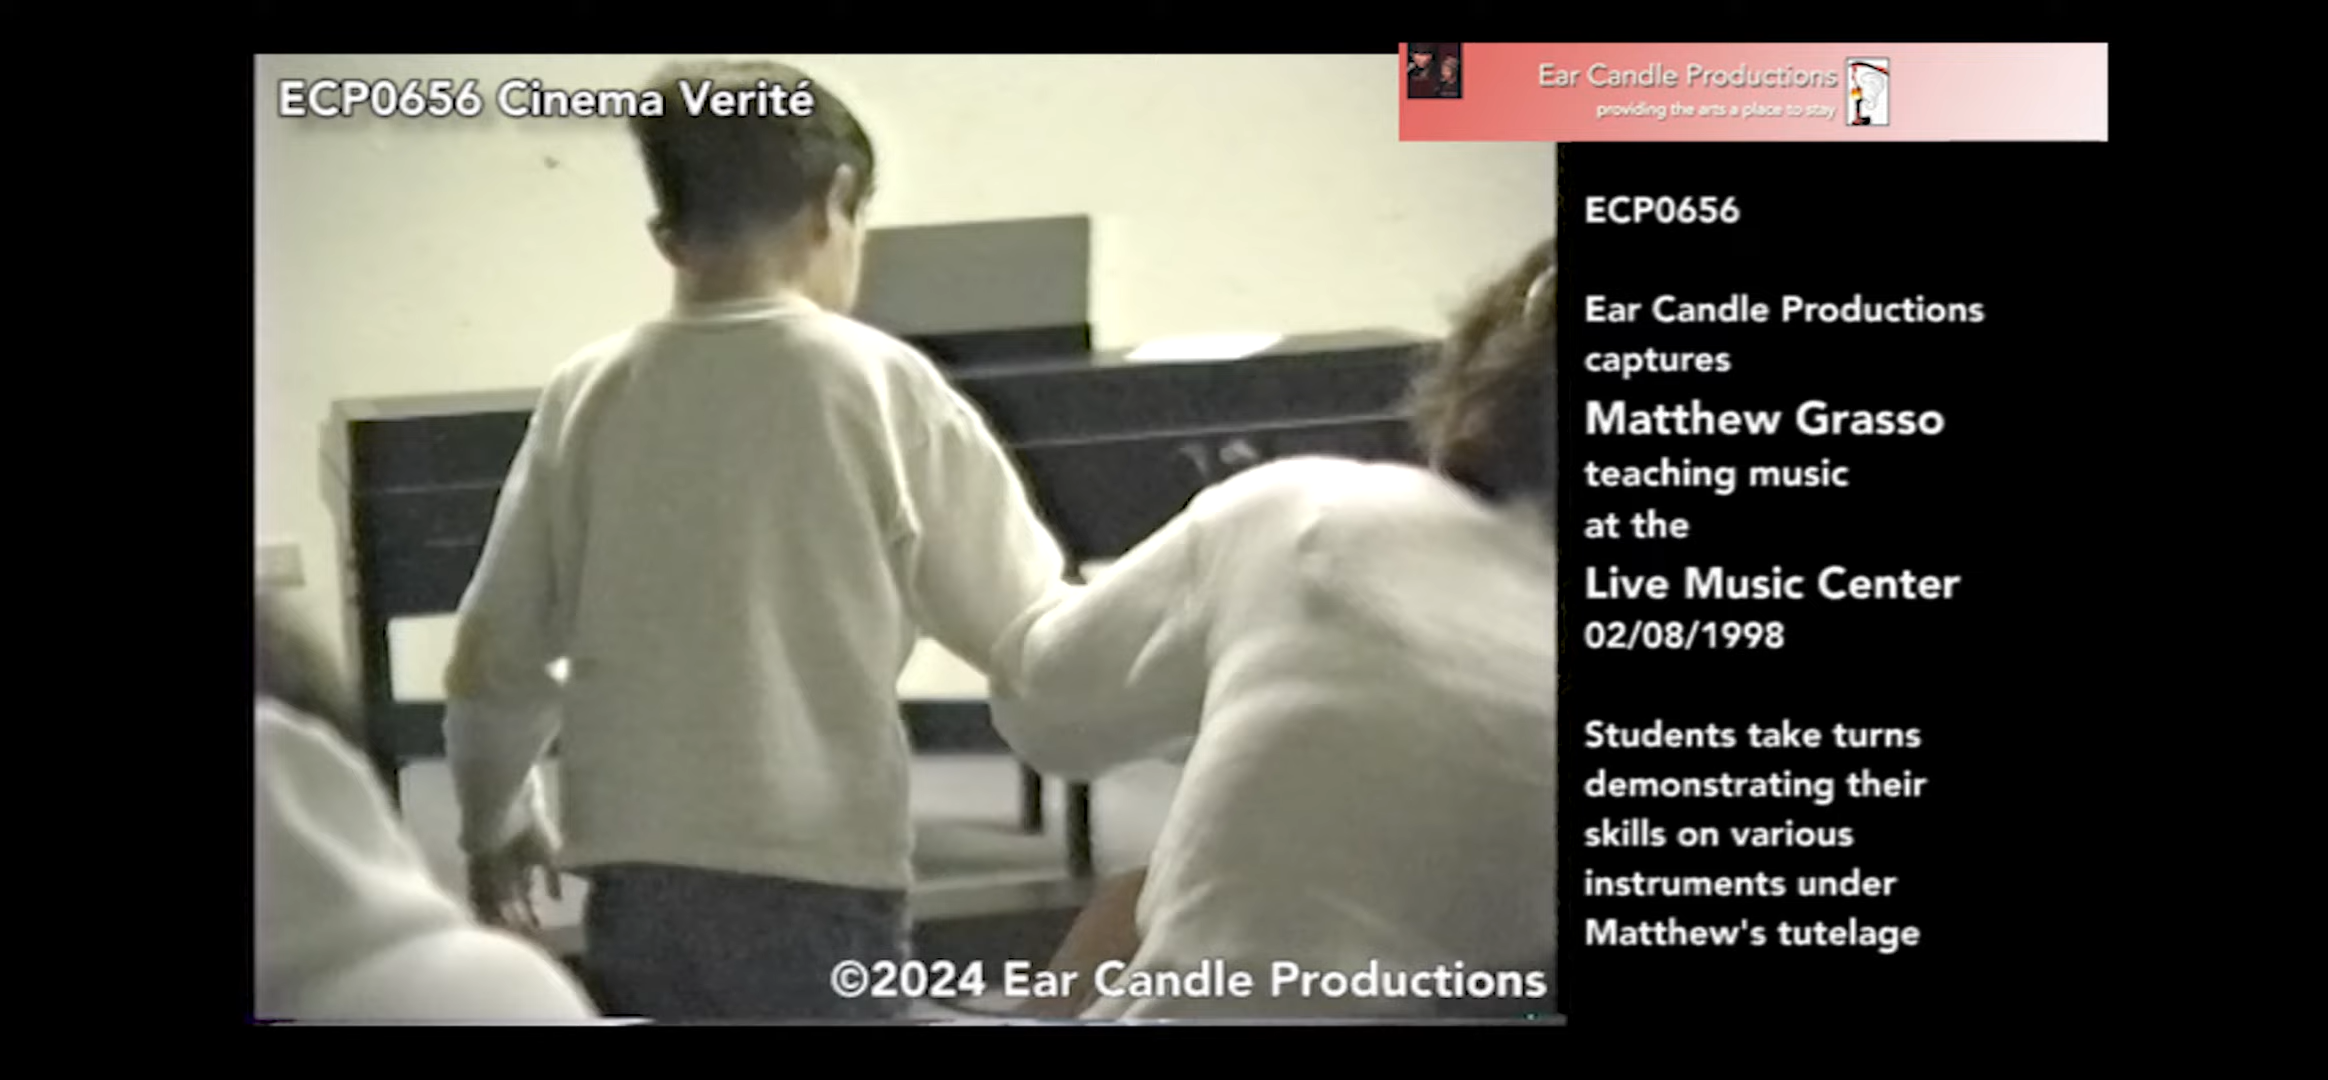 ECP0656 Cinema Verité
Ear Candle Productions
providing the arts a place to stay
ECP0656
Ear Candle Productions
captures
Matthew Grasso
teaching music
at the
Live Music Center
02/08/1998
Students take turns
demonstrating their
skills on various
instruments under
Matthew's tutelage
©2024 Ear Candle Productions